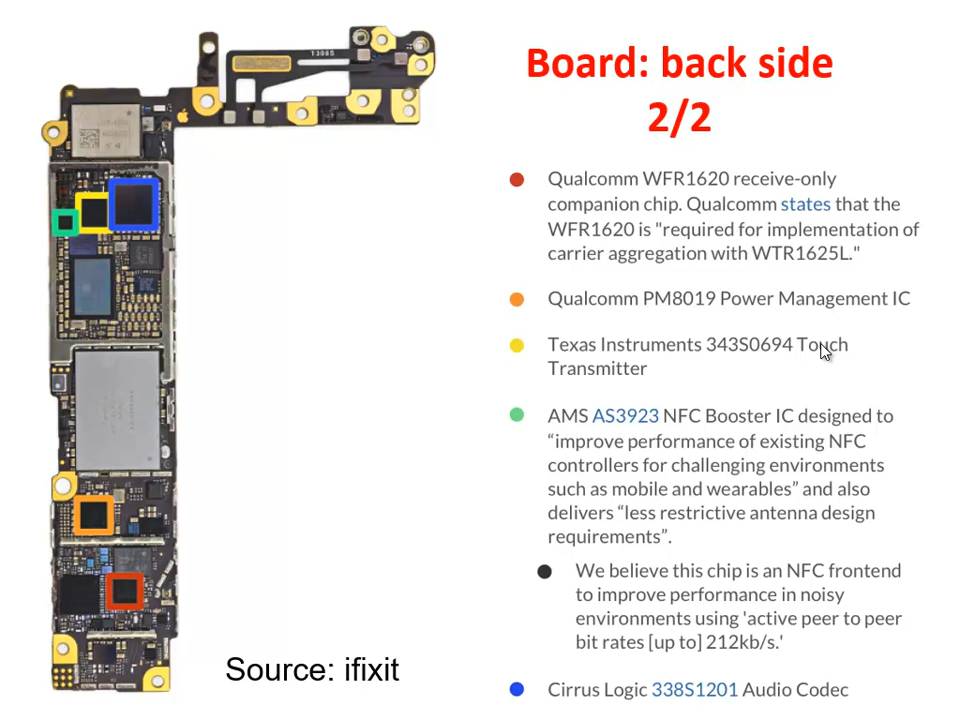 Board: back side
2/2
Qualcomm WFR1620 receive-only
companion chip. Qualcomm states that the
WFR1620 is "required for implementation of
carrier aggregation with WTR1625L."
Qualcomm PM8019 Power Management IC
Texas Instruments 343S0694 Touch
Transmitter
AMS AS3923 NFC Booster IC designed to
“improve performance of existing NFC
controllers for challenging environments
such as mobile and wearables” and also
delivers “less restrictive antenna design
requirements”.
We believe this chip is an NFC frontend
to improve performance in noisy
environments using 'active peer to peer
bit rates [up to] 212kb/s.'
Cirrus Logic 338S1201 Audio Codec
Source: ifixit